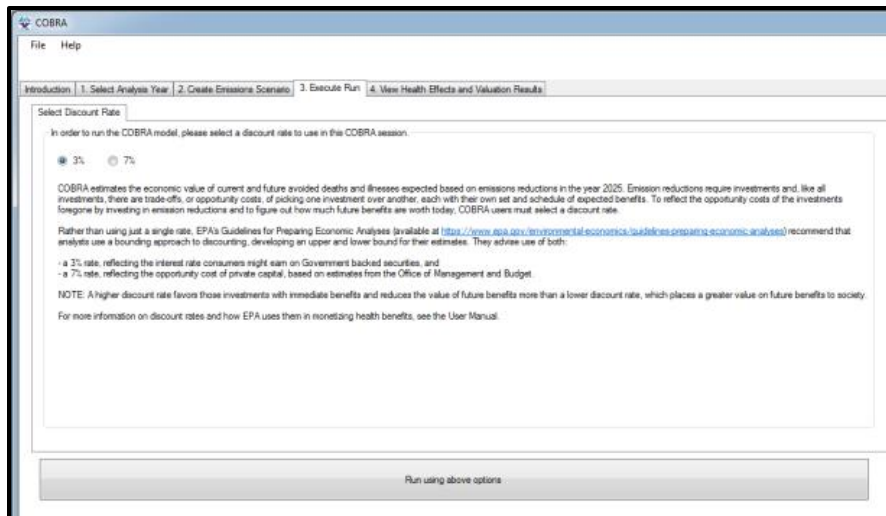 COBRA
File Help
Introduction 1. Select Analysis Year 2. Create Emissions Scenario 3. Execute Run 4. View Health Effects and Valuation Results
Select Discount Rate
In order to run the COBRA model, please select a discount rate to use in this COBRA session.
3% 7%
COBRA estimates the economic value of current and future avoided deaths and illnesses expected based on emissions reductions in the year 2025. Emission reductions require investments and, like all
investments, there are trade-offs, or opportunity costs, of picking one investment over another, each with their own set and schedule of expected benefits. To reflect the opportunity costs of the investments
foregone by investing in emission reductions and to figure out how much future benefits are worth today, COBRA users must select a discount rate.
Rather than using just a single rate, EPA's Guidelines for Preparing Economic Analyses (available at https://www.epa.gov/environmental-economics/guidelines-preparing-economic-analyses) recommend that
analysts use a bounding approach to discounting, developing an upper and lower bound for their estimates. They advise use of both:
- a 3% rate, reflecting the interest rate consumers might earn on Government backed securities, and
- a 7% rate, reflecting the opportunity cost of private capital, based on estimates from the Office of Management and Budget.
NOTE: A higher discount rate favors those investments with immediate benefits and reduces the value of future benefits more than a lower discount rate, which places a greater value on future benefits to society.
For more information on discount rates and how EPA uses them in monetizing health benefits, see the User Manual.
Run using above options